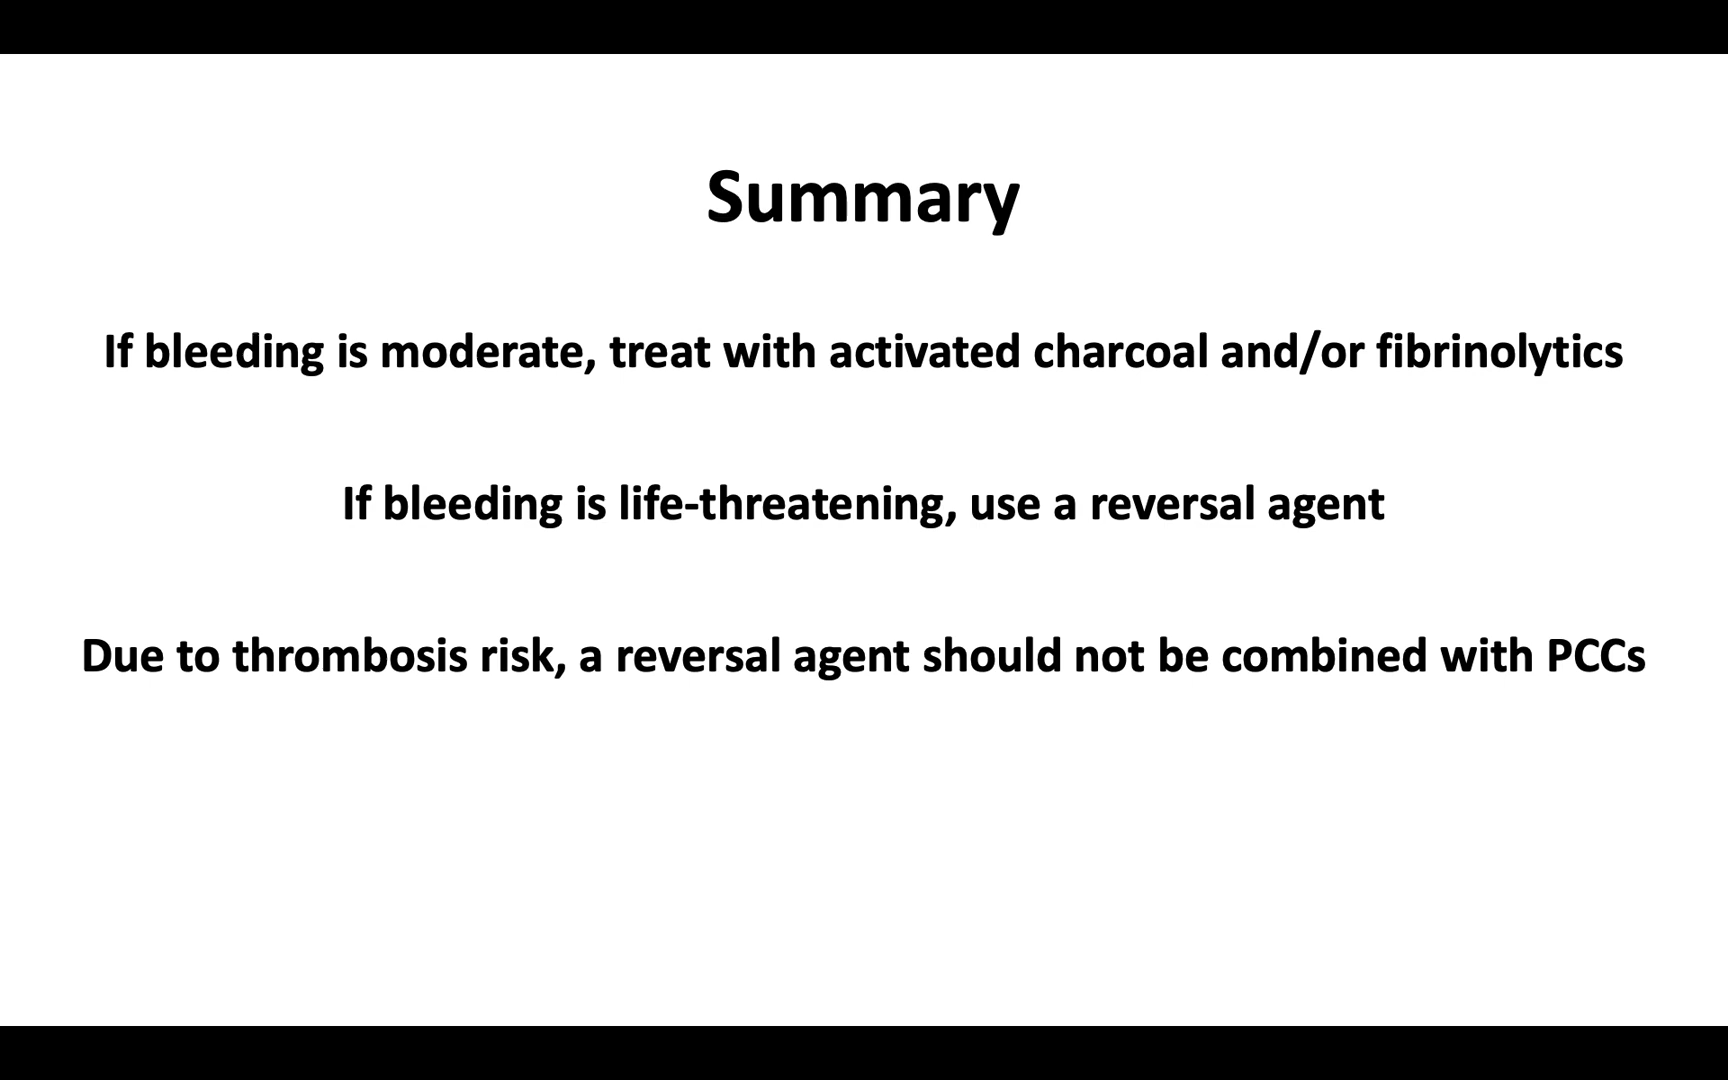 Summary
If bleeding is moderate, treat with activated charcoal and/or fibrinolytics
If bleeding is life-threatening, use a reversal agent
Due to thrombosis risk, a reversal agent should not be combined with PCCs